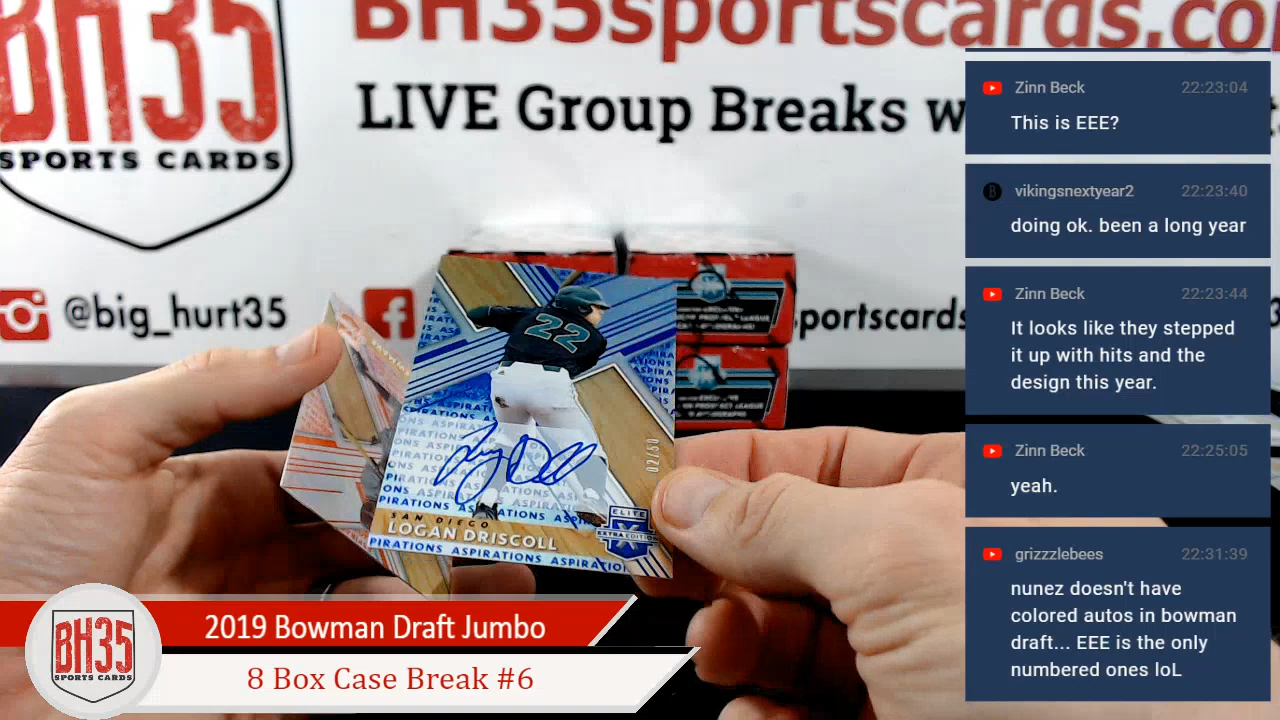 BH35
SPORTS CARDS
BH35sportscards.co
LIVE Group Breaks w
@big_hurt35
sportscards
22
ASPIRATIONS
02/50
SAN DIEGO
LOGAN DRISCOLL
PIRATIONS ASPIRATIONS ASPIRATIO
ELITE
EXTRA EDITION
BH35
SPORTS CARDS
2019 Bowman Draft Jumbo
8 Box Case Break #6
Zinn Beck 22:23:04
This is EEE?
vikingsnextyear2 22:23:40
doing ok. been a long year
Zinn Beck 22:23:44
It looks like they stepped
it up with hits and the
design this year.
Zinn Beck 22:25:05
yeah.
grizzzlebees 22:31:39
nunez doesn't have
colored autos in bowman
draft... EEE is the only
numbered ones loL